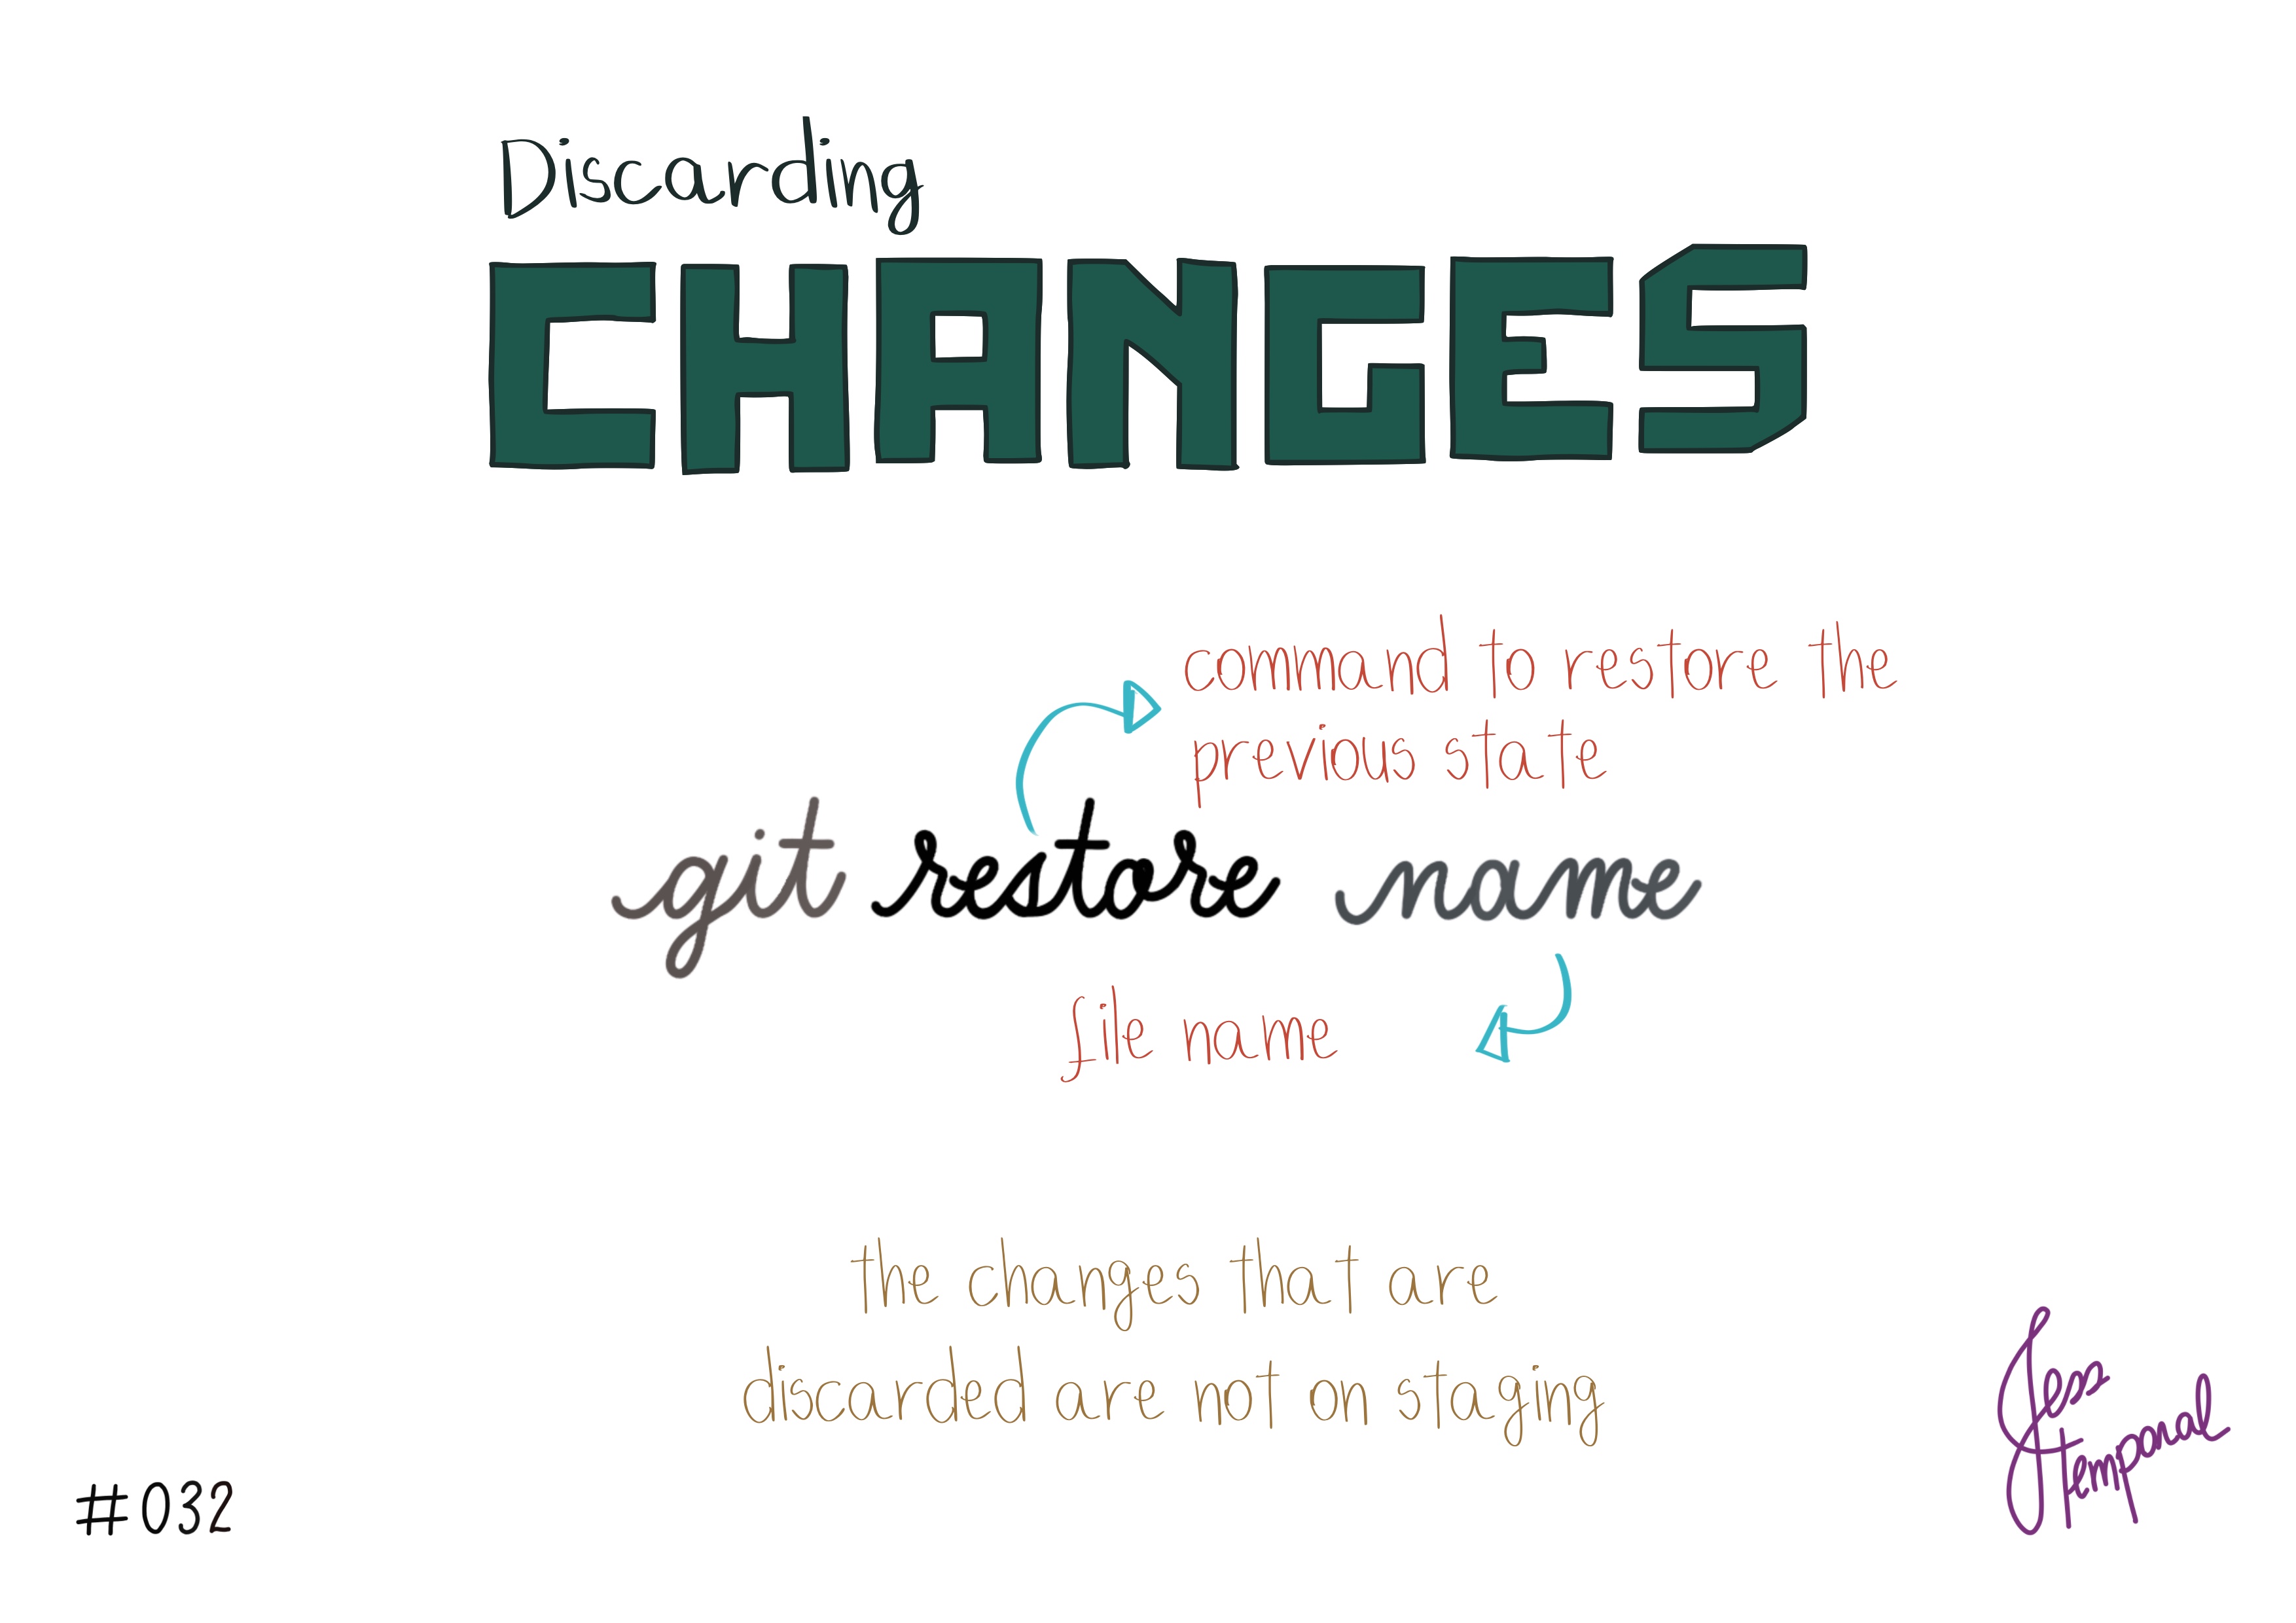 Discarding
CHANGES
command to restore the
previous state
git restore name
file name
the changes that are
discarded are not on staging
#032
Jess
temporal